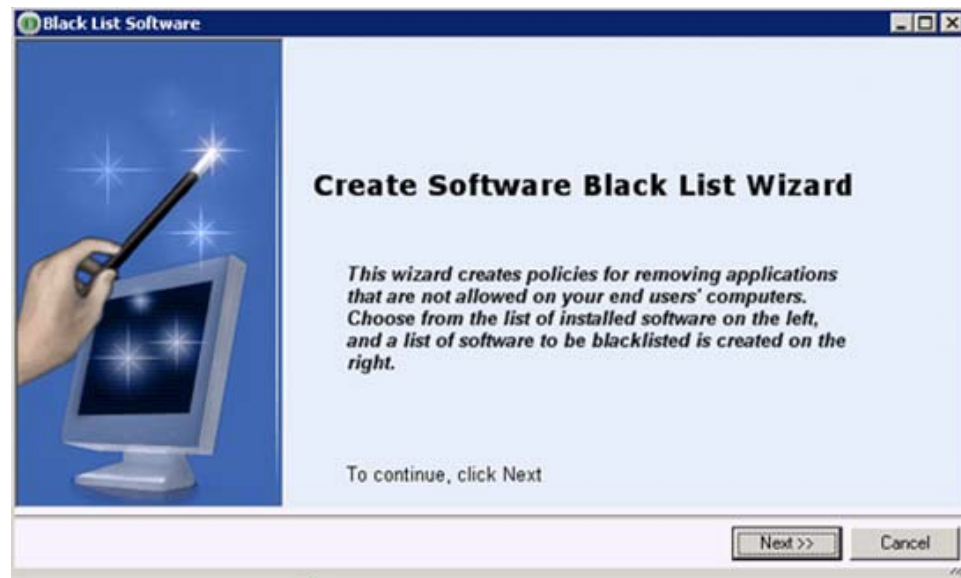 Black List Software
Create Software Black List Wizard
This wizard creates policies for removing applications
that are not allowed on your end users' computers.
Choose from the list of installed software on the left,
and a list of software to be blacklisted is created on the
right.
To continue, click Next
Next >>
Cancel